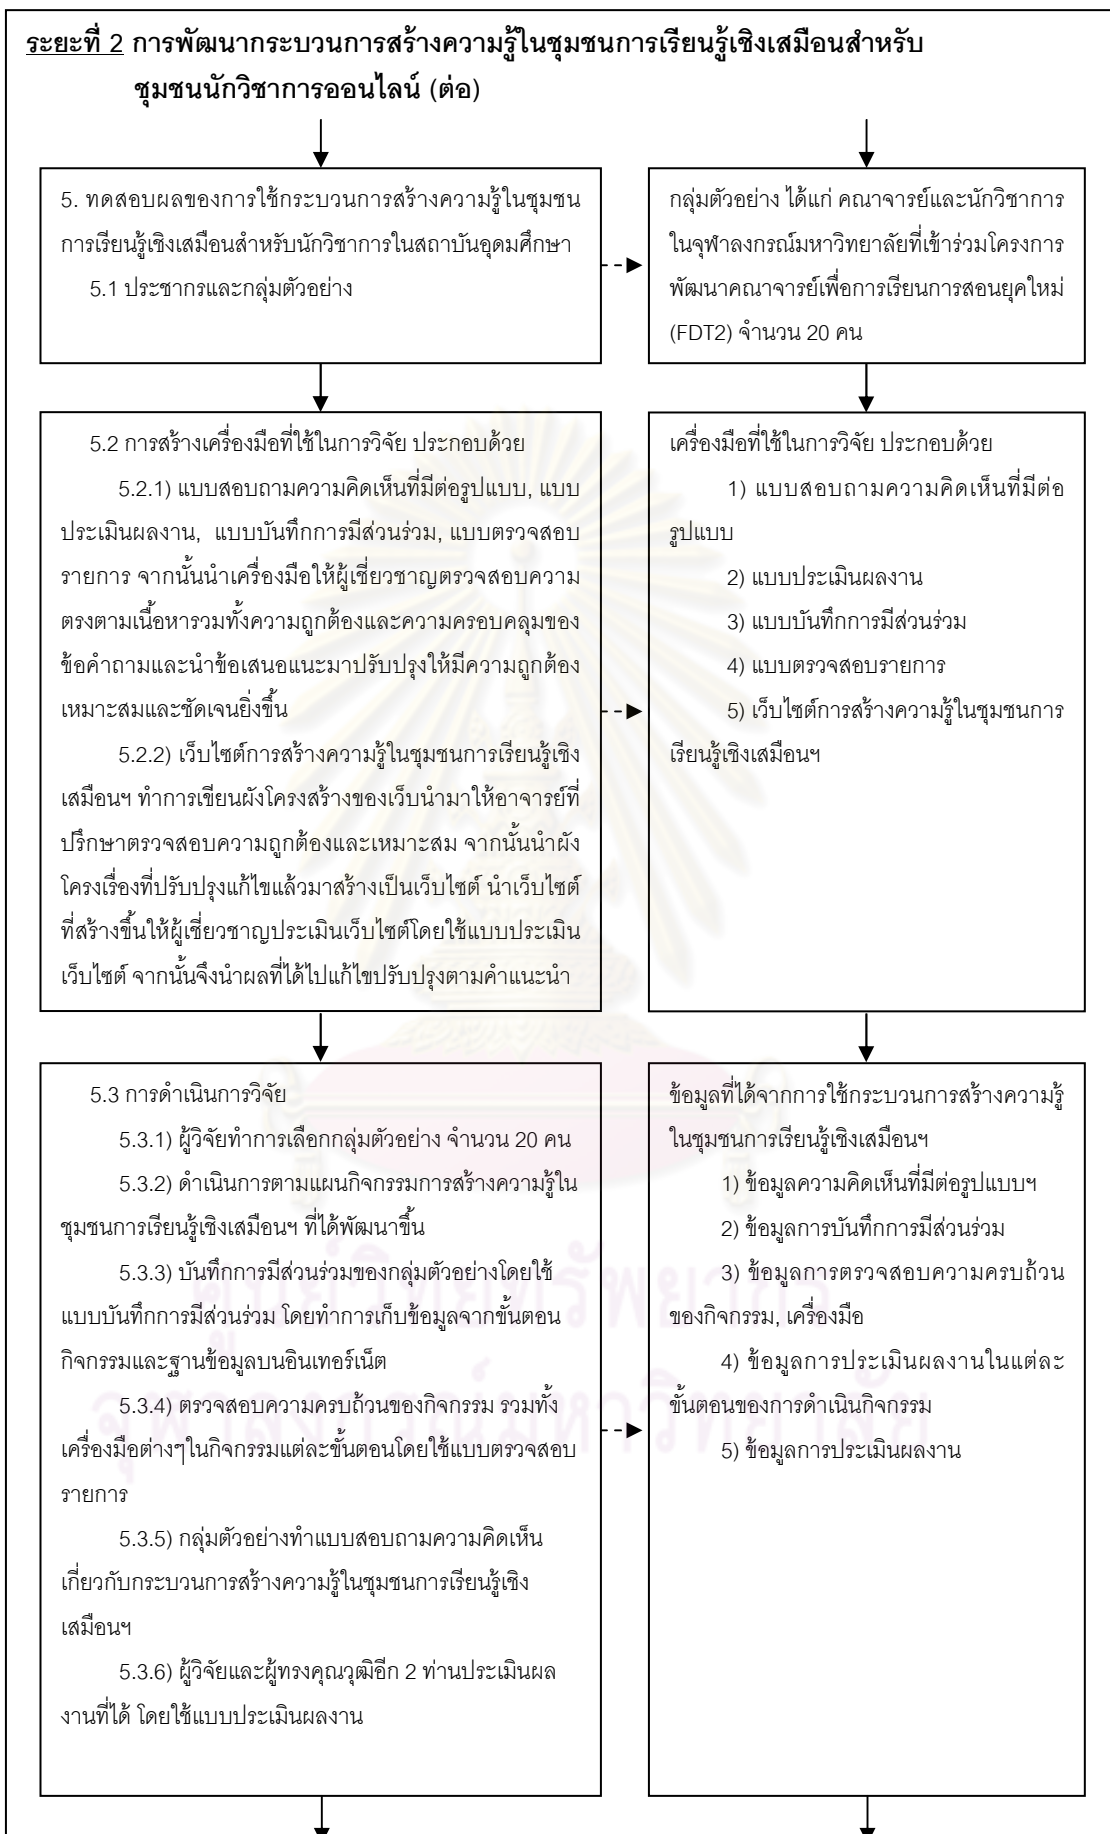 ระยะที่ 2 การพัฒนากระบวนการสร้างความรู้ในชุมชนการเรียนรู้เชิงเสมือนสำหรับ
ชุมชนนักวิชาการออนไลน์ (ต่อ)
5. ทดสอบผลของการใช้กระบวนการสร้างความรู้ในชุมชน
การเรียนรู้เชิงเสมือนสำหรับนักวิชาการในสถาบันอุดมศึกษา
5.1 ประชากรและกลุ่มตัวอย่าง
กลุ่มตัวอย่าง ได้แก่ คณาจารย์และนักวิชาการ
ในจุฬาลงกรณ์มหาวิทยาลัยที่เข้าร่วมโครงการ
พัฒนาคณาจารย์เพื่อการเรียนการสอนยุคใหม่
(FDT2) จำนวน 20 คน
5.2 การสร้างเครื่องมือที่ใช้ในการวิจัย ประกอบด้วย
5.2.1) แบบสอบถามความคิดเห็นที่มีต่อรูปแบบ, แบบ
ประเมินผลงาน, แบบบันทึกการมีส่วนร่วม, แบบตรวจสอบ
รายการ จากนั้นนำเครื่องมือให้ผู้เชี่ยวชาญตรวจสอบความ
ตรงตามเนื้อหารวมทั้งความถูกต้องและความครอบคลุมของ
ข้อคำถามและนำข้อเสนอแนะมาปรับปรุงให้มีความถูกต้อง
เหมาะสมและชัดเจนยิ่งขึ้น
5.2.2) เว็บไซต์การสร้างความรู้ในชุมชนการเรียนรู้เชิง
เสมือนฯ ทำการเขียนผังโครงสร้างของเว็บนำมาให้อาจารย์ที่
ปรึกษาตรวจสอบความถูกต้องและเหมาะสม จากนั้นนำผัง
โครงเรื่องที่ปรับปรุงแก้ไขแล้วมาสร้างเป็นเว็บไซต์ นำเว็บไซต์
ที่สร้างขึ้นให้ผู้เชี่ยวชาญประเมินเว็บไซต์โดยใช้แบบประเมิน
เว็บไซต์ จากนั้นจึงนำผลที่ได้ไปแก้ไขปรับปรุงตามคำแนะนำ
เครื่องมือที่ใช้ในการวิจัย ประกอบด้วย
1) แบบสอบถามความคิดเห็นที่มีต่อ
รูปแบบ
2) แบบประเมินผลงาน
3) แบบบันทึกการมีส่วนร่วม
4) แบบตรวจสอบรายการ
5) เว็บไซต์การสร้างความรู้ในชุมชนการ
เรียนรู้เชิงเสมือนฯ
5.3 การดำเนินการวิจัย
5.3.1) ผู้วิจัยทำการเลือกกลุ่มตัวอย่าง จำนวน 20 คน
5.3.2) ดำเนินการตามแผนกิจกรรมการสร้างความรู้ใน
ชุมชนการเรียนรู้เชิงเสมือนฯ ที่ได้พัฒนาขึ้น
5.3.3) บันทึกการมีส่วนร่วมของกลุ่มตัวอย่างโดยใช้
แบบบันทึกการมีส่วนร่วม โดยทำการเก็บข้อมูลจากขั้นตอน
กิจกรรมและฐานข้อมูลบนอินเทอร์เน็ต
5.3.4) ตรวจสอบความครบถ้วนของกิจกรรม รวมทั้ง
เครื่องมือต่างๆในกิจกรรมแต่ละขั้นตอนโดยใช้แบบตรวจสอบ
รายการ
5.3.5) กลุ่มตัวอย่างทำแบบสอบถามความคิดเห็น
เกี่ยวกับกระบวนการสร้างความรู้ในชุมชนการเรียนรู้เชิง
เสมือนฯ
5.3.6) ผู้วิจัยและผู้ทรงคุณวุฒิอีก 2 ท่านประเมินผล
งานที่ได้ โดยใช้แบบประเมินผลงาน
ข้อมูลที่ได้จากการใช้กระบวนการสร้างความรู้
ในชุมชนการเรียนรู้เชิงเสมือนฯ
1) ข้อมูลความคิดเห็นที่มีต่อรูปแบบฯ
2) ข้อมูลการบันทึกการมีส่วนร่วม
3) ข้อมูลการตรวจสอบความครบถ้วน
ของกิจกรรม, เครื่องมือ
4) ข้อมูลการประเมินผลงานในแต่ละ
ขั้นตอนของการดำเนินกิจกรรม
5) ข้อมูลการประเมินผลงาน
ศูนย์วิทยทรัพยากร
จุฬาลงกรณ์มหาวิทยาลัย